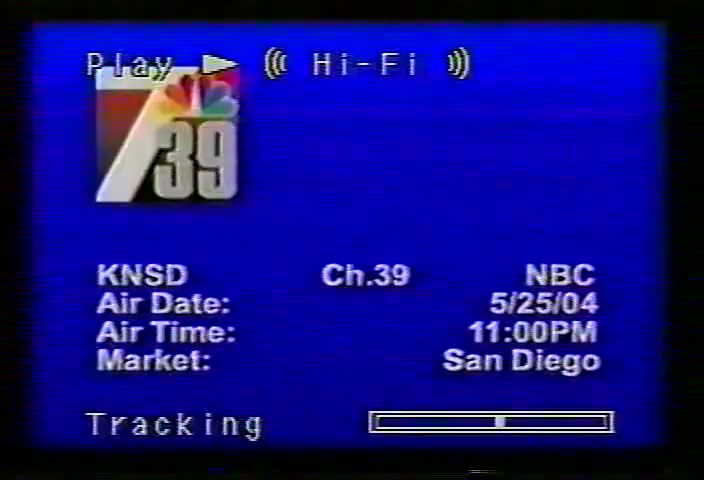 Play ► Hi-Fi
7 39
KNSD Ch.39 NBC
Air Date: 5/25/04
Air Time: 11:00PM
Market: San Diego
Tracking